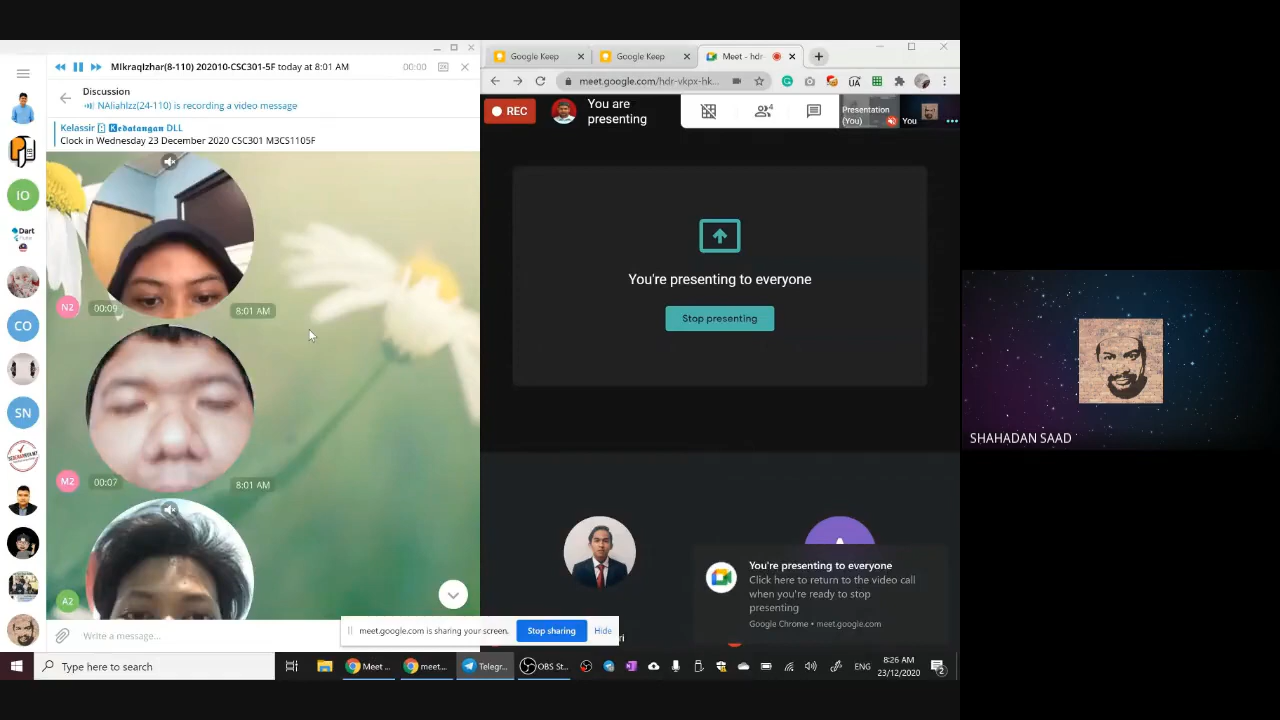 MIkraqIzhar(8-110) 202010-CSC301-5F today at 8:01 AM
00:00
Discussion
NAliahIzz(24-110) is recording a video message
Kelassir Kedatangan DLL
Clock in Wednesday 23 December 2020 CSC301 M3CS1105F
IO
Dart
CO
SN
N2
00:09
8:01 AM
M2
00:07
8:01 AM
A2
Write a message...
Google Keep
Google Keep
Meet - hdr
meet.google.com/hdr-vkpx-hk...
REC
You are
presenting
4
Presentation
(You)
You
You're presenting to everyone
Stop presenting
You're presenting to everyone
Click here to return to the video call
when you're ready to stop
presenting
Google Chrome • meet.google.com
meet.google.com is sharing your screen.
Stop sharing
Hide
SHAHADAN SAAD
Type here to search
Meet ...
meet...
Telegr...
OBS St...
ENG
8:26 AM
23/12/2020
2